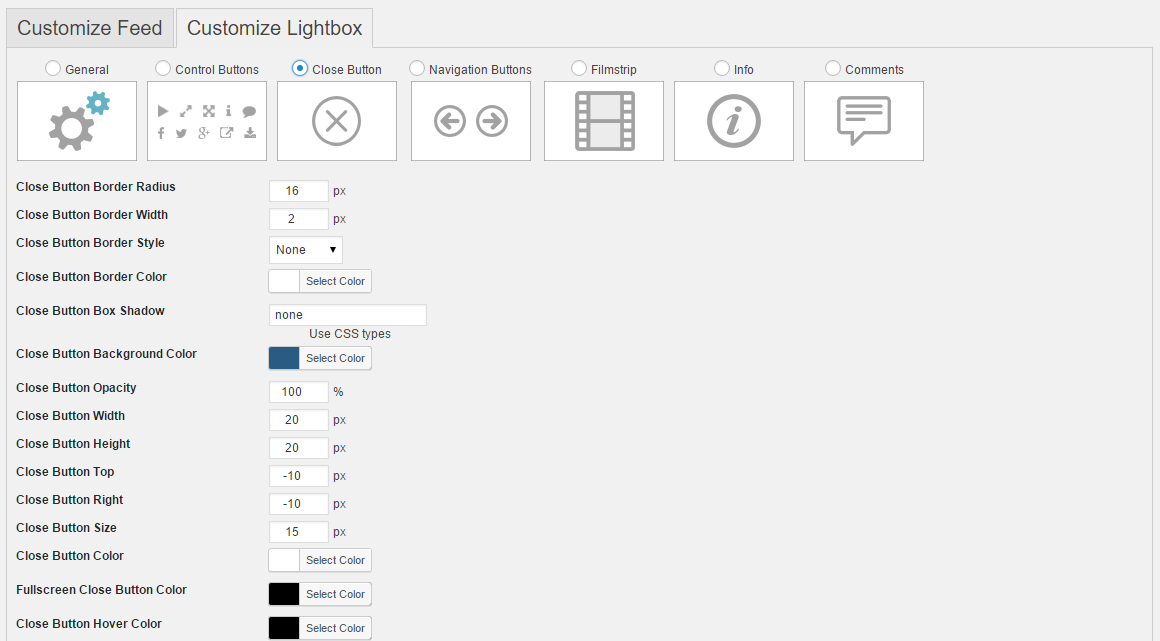 Customize Feed Customize Lightbox
General Control Buttons Close Button Navigation Buttons Filmstrip Info Comments
Close Button Border Radius 16 px
Close Button Border Width 2 px
Close Button Border Style None
Close Button Border Color Select Color
Close Button Box Shadow none
Use CSS types
Close Button Background Color Select Color
Close Button Opacity 100 %
Close Button Width 20 px
Close Button Height 20 px
Close Button Top -10 px
Close Button Right -10 px
Close Button Size 15 px
Close Button Color Select Color
Fullscreen Close Button Color Select Color
Close Button Hover Color Select Color